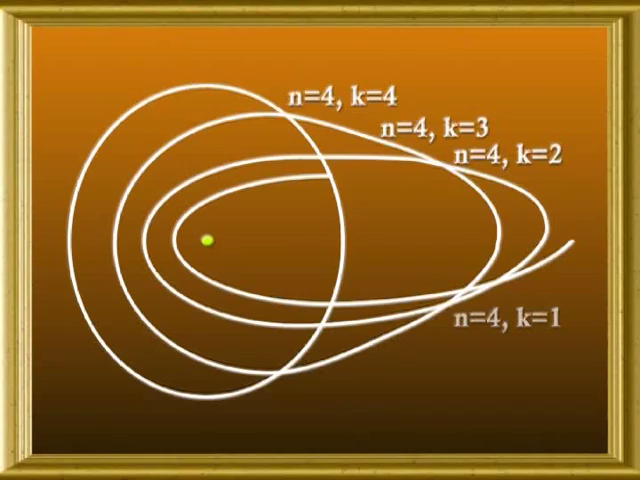 n=4, k=4
n=4, k=3
n=4, k=2
n=4, k=1